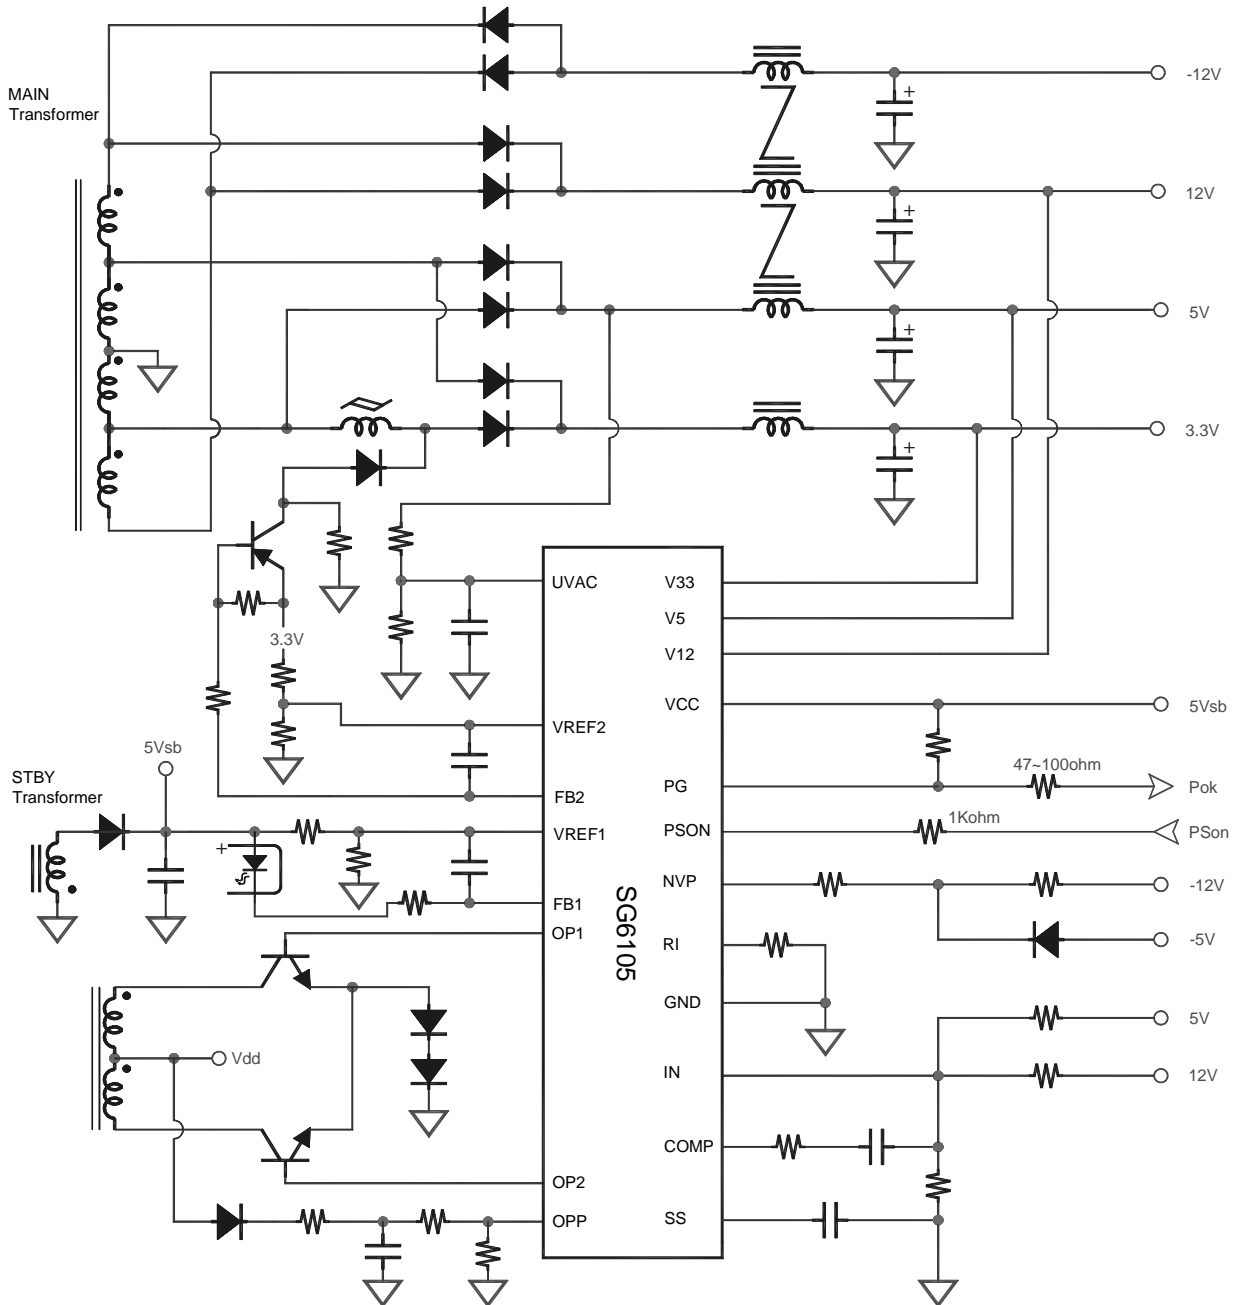 -12V
MAIN
Transformer
12V
5V
3.3V
UVAC
V33
V5
3.3V
V12
VCC
5Vsb
VREF2
5Vsb
47~100ohm
STBY
Transformer
PG
Pok
FB2
1Kohm
VREF1
PSON
PSon
+
NVP
-12V
FB1
OP1
SG6105
RI
-5V
GND
5V
Vdd
IN
12V
COMP
OP2
OPP
SS
+
+
+
+